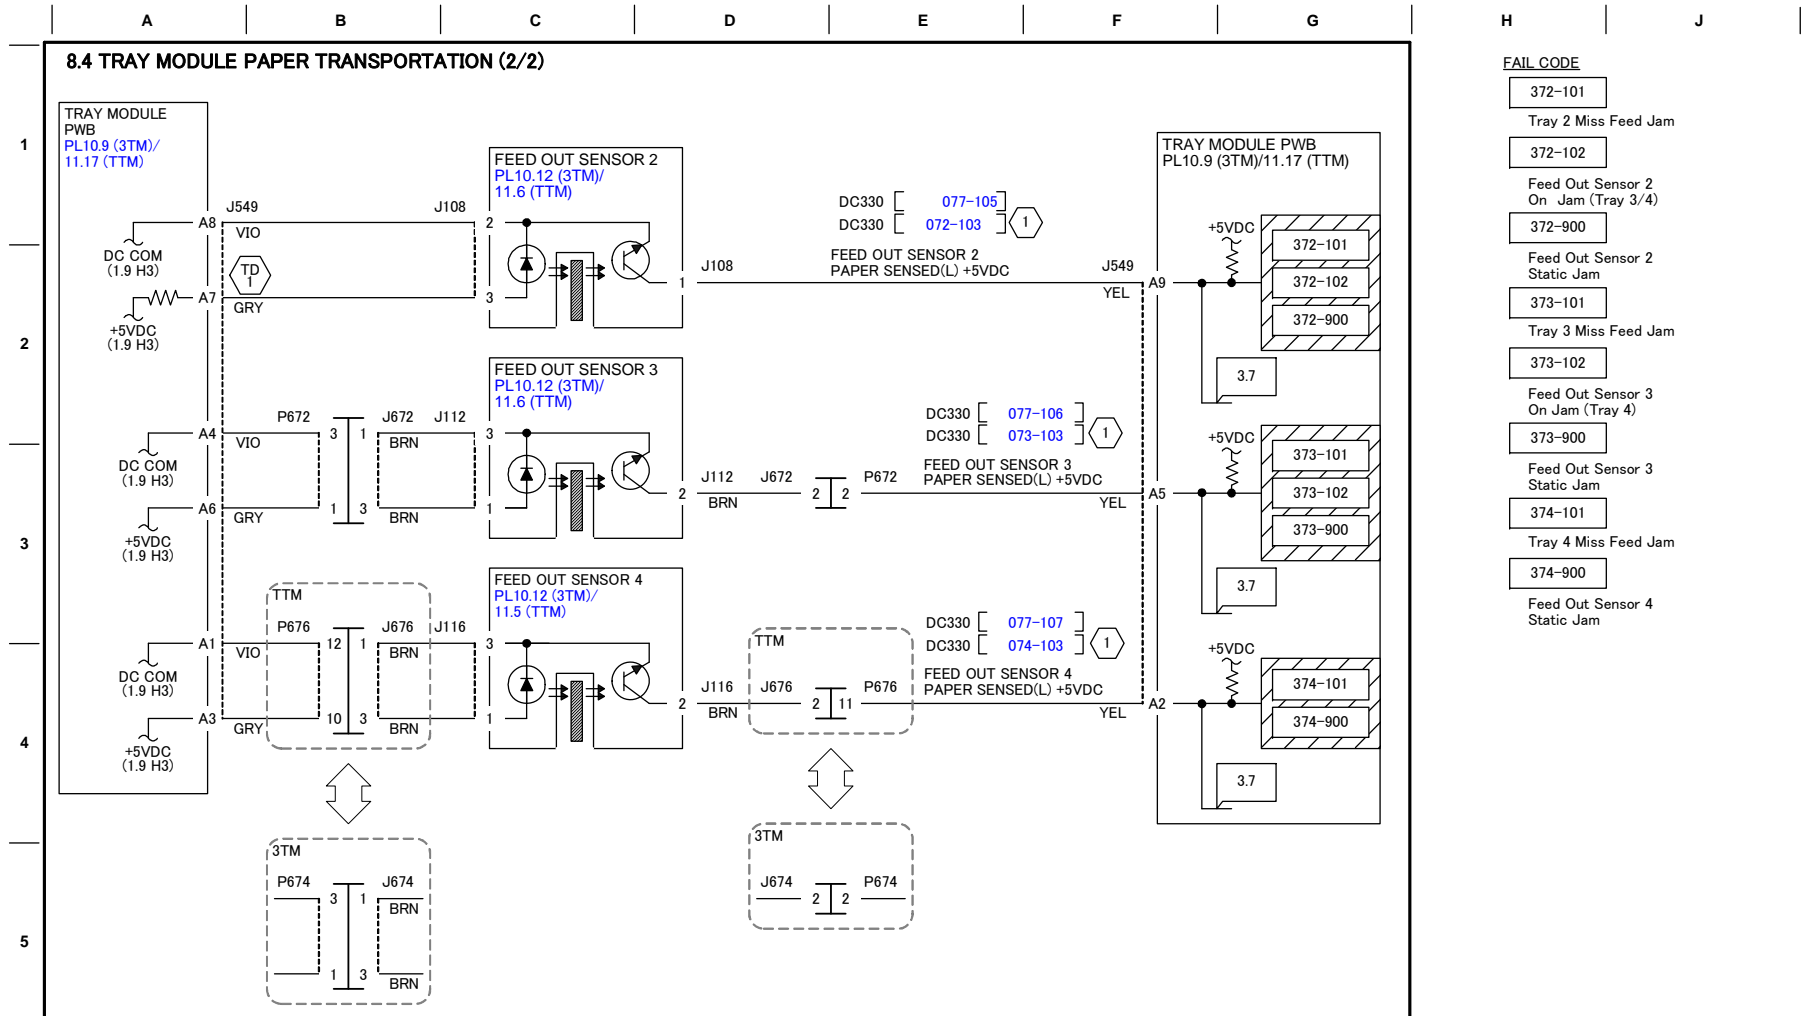 A B C D E F G H J
8.4 TRAY MODULE PAPER TRANSPORTATION (2/2)
1
2
3
4
5
TRAY MODULE
PWB
PL10.9 (3TM)/
11.17 (TTM)
A8
DC COM
(1.9 H3)
A7
+5VDC
(1.9 H3)
A4
DC COM
(1.9 H3)
A6
+5VDC
(1.9 H3)
A1
DC COM
(1.9 H3)
A3
+5VDC
(1.9 H3)
J549 J108
VIO
TD
1
GRY
FEED OUT SENSOR 2
PL10.12 (3TM)/
11.6 (TTM)
2
3
1
J108
DC330 [ 077-105 ]
DC330 [ 072-103 ] 1
FEED OUT SENSOR 2
PAPER SENSED(L) +5VDC
J549
YEL
P672 J672 J112
VIO 3 1 BRN
GRY 1 3 BRN
FEED OUT SENSOR 3
PL10.12 (3TM)/
11.6 (TTM)
3
1
2
J112 J672 P672
BRN 2 2
DC330 [ 077-106 ]
DC330 [ 073-103 ] 1
FEED OUT SENSOR 3
PAPER SENSED(L) +5VDC
YEL
TTM
P676 J676 J116
VIO 12 1 BRN
GRY 10 3 BRN
FEED OUT SENSOR 4
PL10.12 (3TM)/
11.5 (TTM)
3
1
2
TTM
J116 J676 P676
BRN 2 11
DC330 [ 077-107 ]
DC330 [ 074-103 ] 1
FEED OUT SENSOR 4
PAPER SENSED(L) +5VDC
YEL
3TM
P674 J674
3 1 BRN
1 3 BRN
3TM
J674 P674
2 2
TRAY MODULE PWB
PL10.9 (3TM)/11.17 (TTM)
+5VDC
A9
372-101
372-102
372-900
3.7
+5VDC
A5
373-101
373-102
373-900
3.7
+5VDC
A2
374-101
374-900
3.7
FAIL CODE
372-101
Tray 2 Miss Feed Jam
372-102
Feed Out Sensor 2
On Jam (Tray 3/4)
372-900
Feed Out Sensor 2
Static Jam
373-101
Tray 3 Miss Feed Jam
373-102
Feed Out Sensor 3
On Jam (Tray 4)
373-900
Feed Out Sensor 3
Static Jam
374-101
Tray 4 Miss Feed Jam
374-900
Feed Out Sensor 4
Static Jam